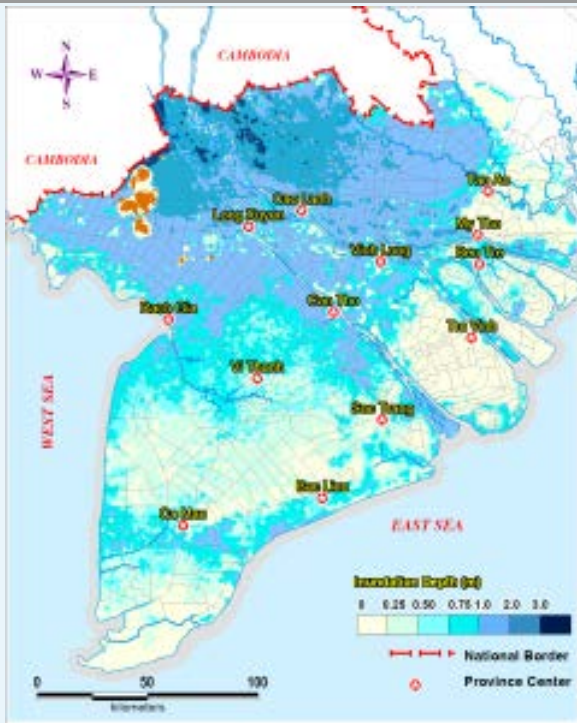 N
CAMBODIA
W E
S
CAMBODIA
Tan An
Cao Lanh
Long Xuyen
My Tho
Ben Tre
Vinh Long
Can Tho
Rach Gia
Tra Vinh
Vi Thanh
Soc Trang
WEST SEA
Bac Lieu
Ca Mau
EAST SEA
Inundation Depth (m)
0 0.25 0.50 0.75 1.0 2.0 3.0
National Border
Province Center
0 50 100
kilometers